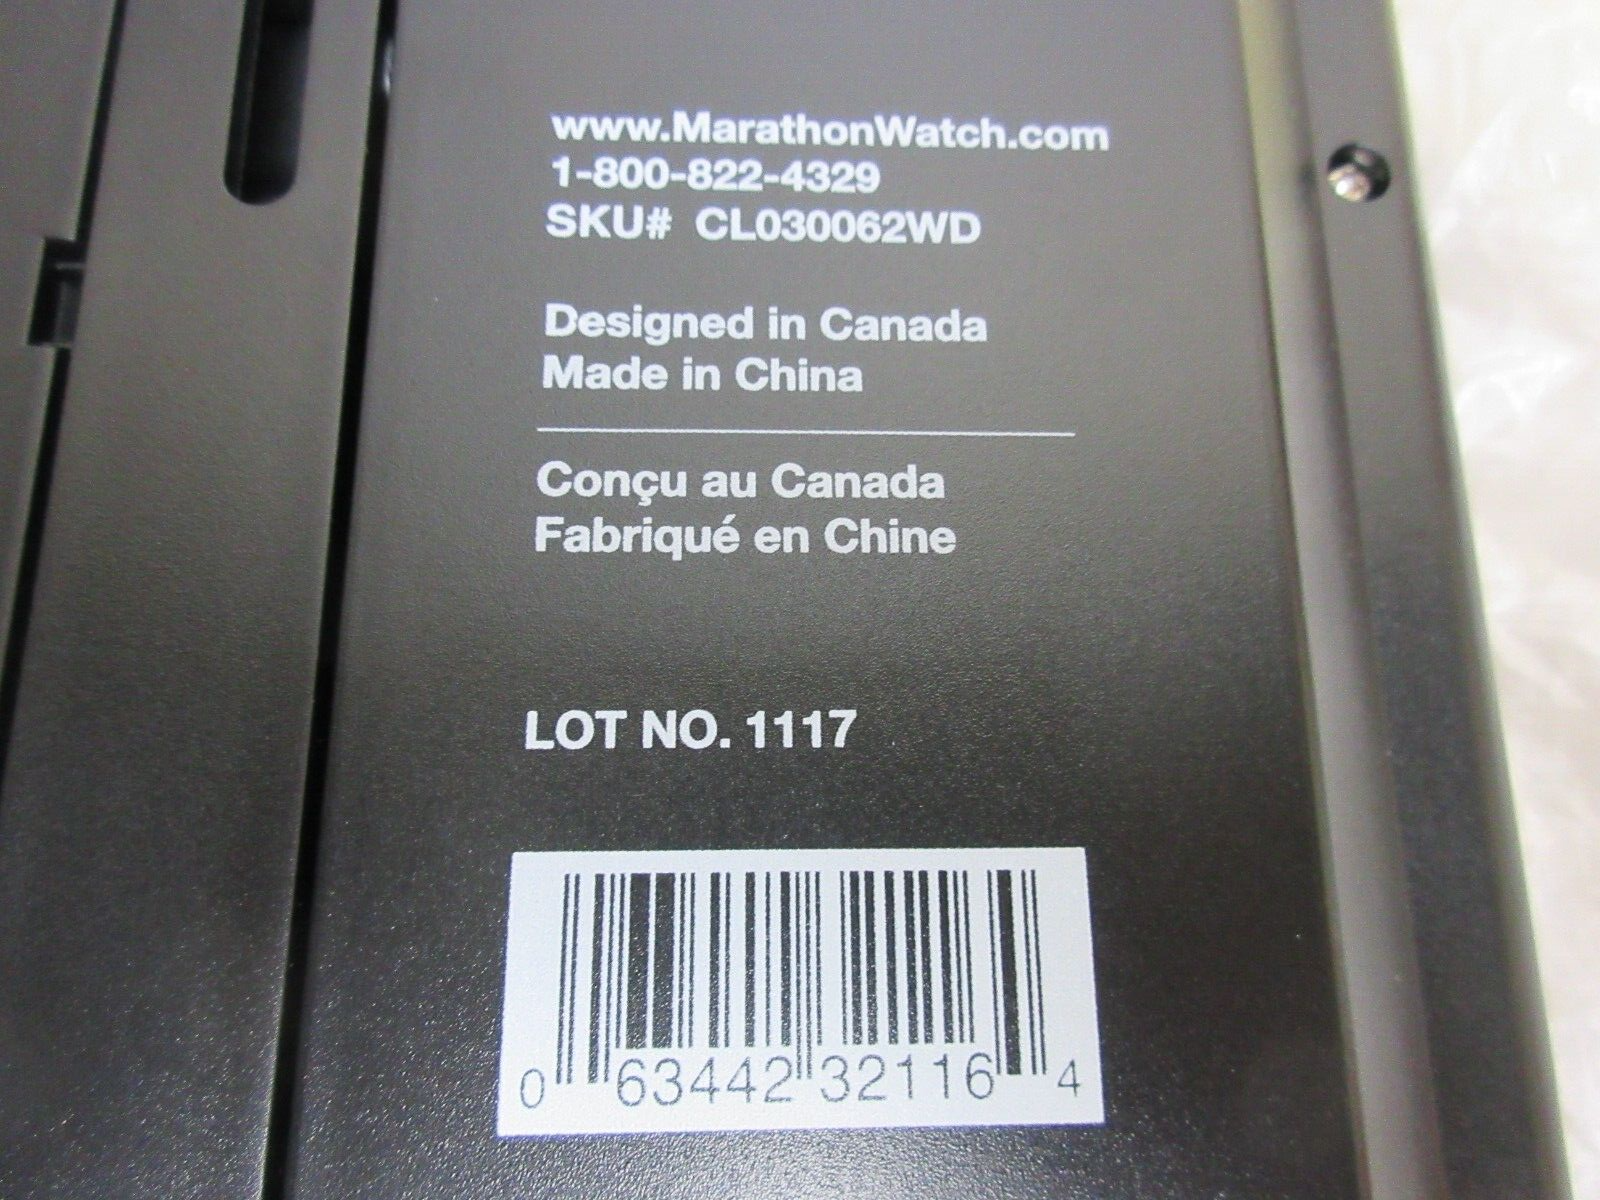 www.MarathonWatch.com
1-800-822-4329
SKU# CL030062WD
Designed in Canada
Made in China
Conçu au Canada
Fabriqué en Chine
LOT NO. 1117
0 63442 32116 4